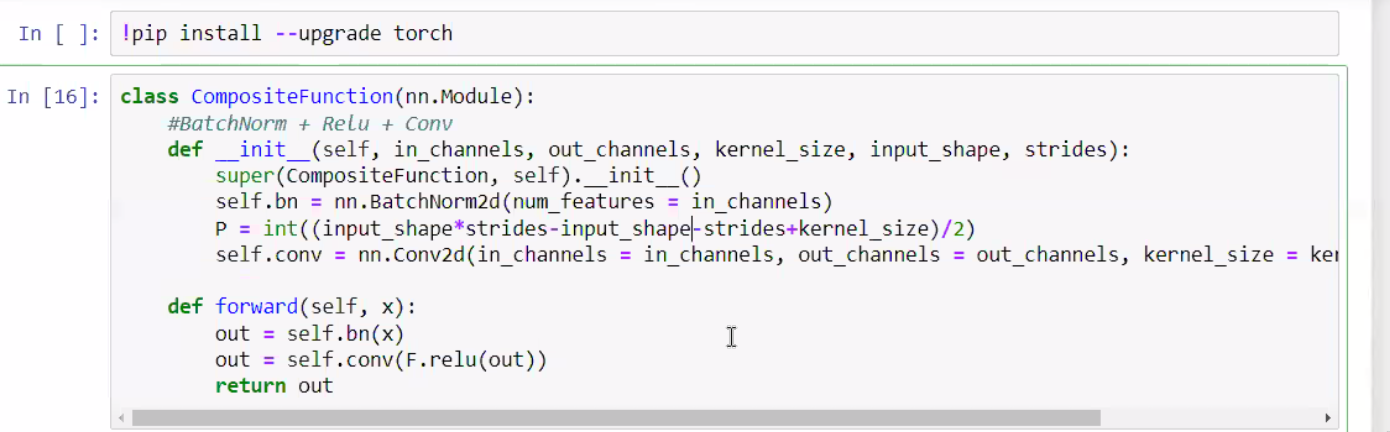 In [ ]: !pip install --upgrade torch
In [16]: class CompositeFunction(nn.Module):
#BatchNorm + Relu + Conv
def __init__(self, in_channels, out_channels, kernel_size, input_shape, strides):
super(CompositeFunction, self).__init__()
self.bn = nn.BatchNorm2d(num_features = in_channels)
P = int((input_shape*strides-input_shape-strides+kernel_size)/2)
self.conv = nn.Conv2d(in_channels = in_channels, out_channels = out_channels, kernel_size = ker
def forward(self, x):
out = self.bn(x)
out = self.conv(F.relu(out))
return out